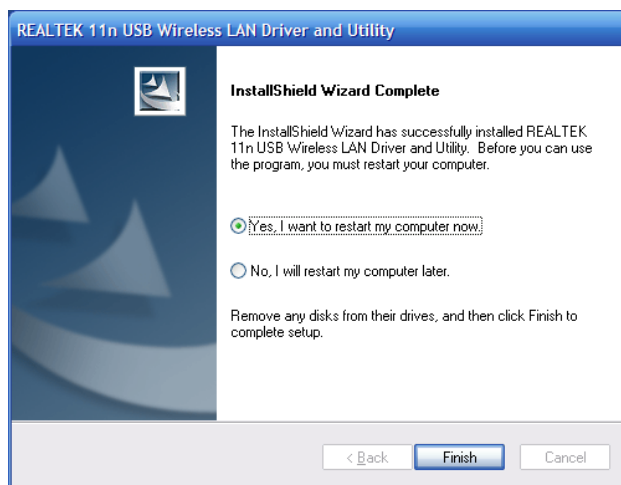 REALTEK 11n USB Wireless LAN Driver and Utility
InstallShield Wizard Complete
The InstallShield Wizard has successfully installed REALTEK
11n USB Wireless LAN Driver and Utility. Before you can use
the program, you must restart your computer.
Yes, I want to restart my computer now.
No, I will restart my computer later.
Remove any disks from their drives, and then click Finish to
complete setup.
< Back Finish Cancel